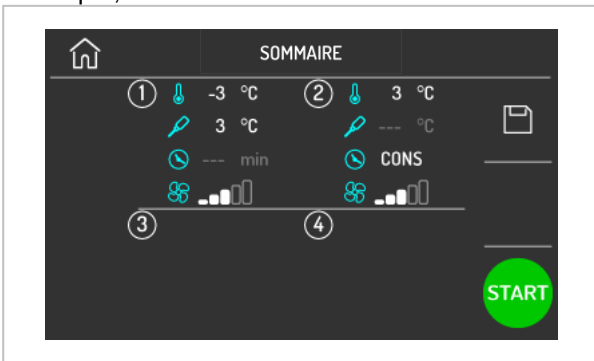 SOMMAIRE
1 -3 °C 2 3 °C
3 °C --- °C
--- min CONS
3 4
START